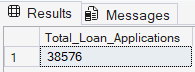 Results Messages
Total_Loan_Applications
1 38576